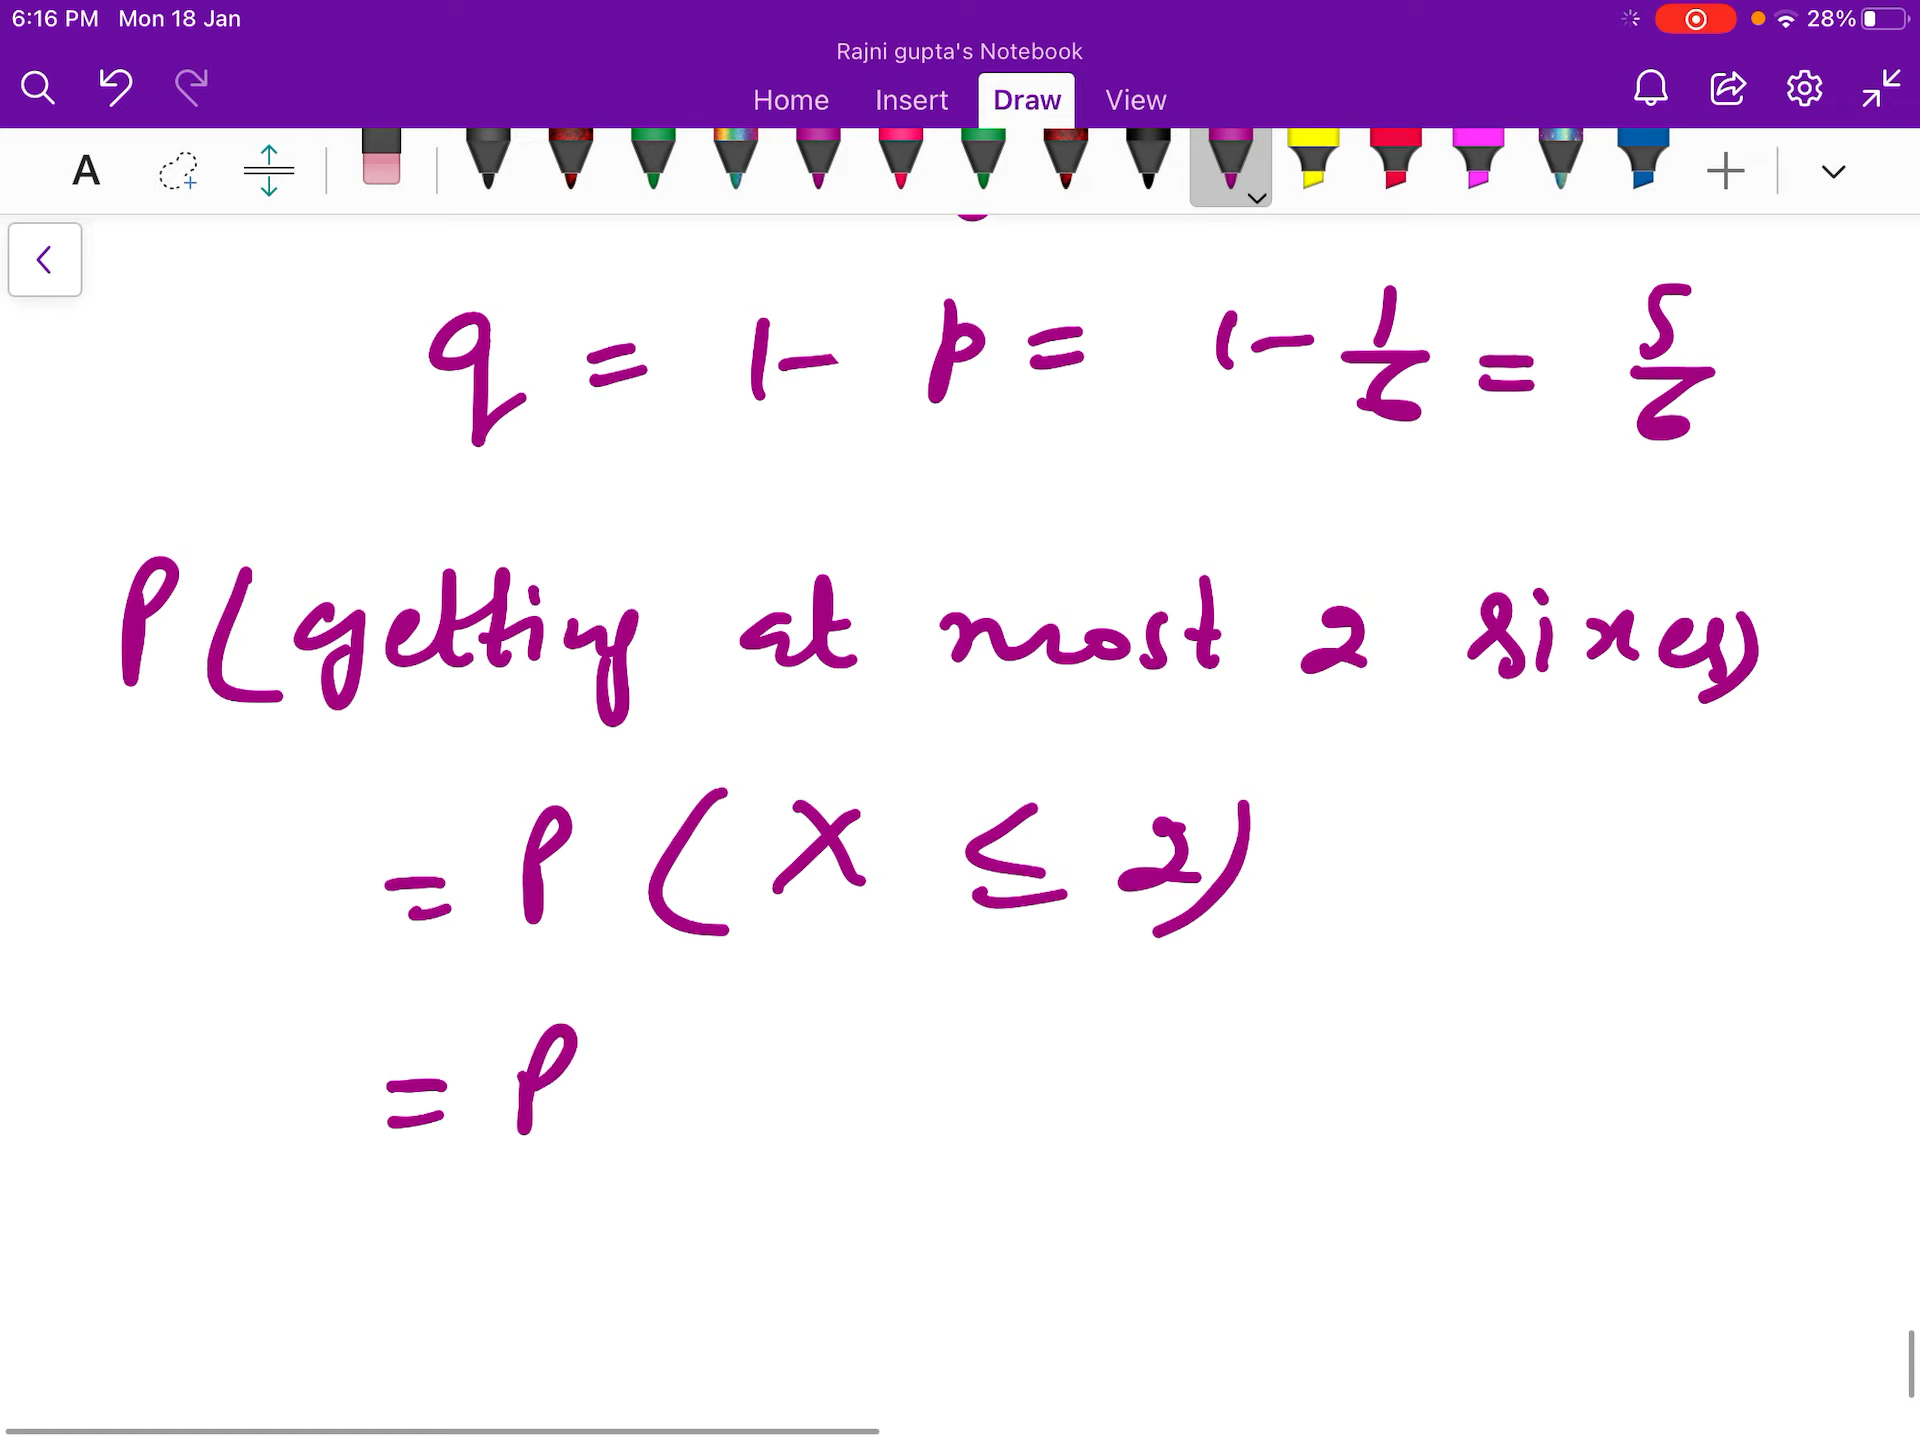 6:16 PM Mon 18 Jan 28%
Rajni gupta's Notebook
Home Insert Draw View
A
q = 1 - p = 1 - 1/6 = 5/6
P(getting at most 2 sixes)
= P (X ≤ 2)
= P